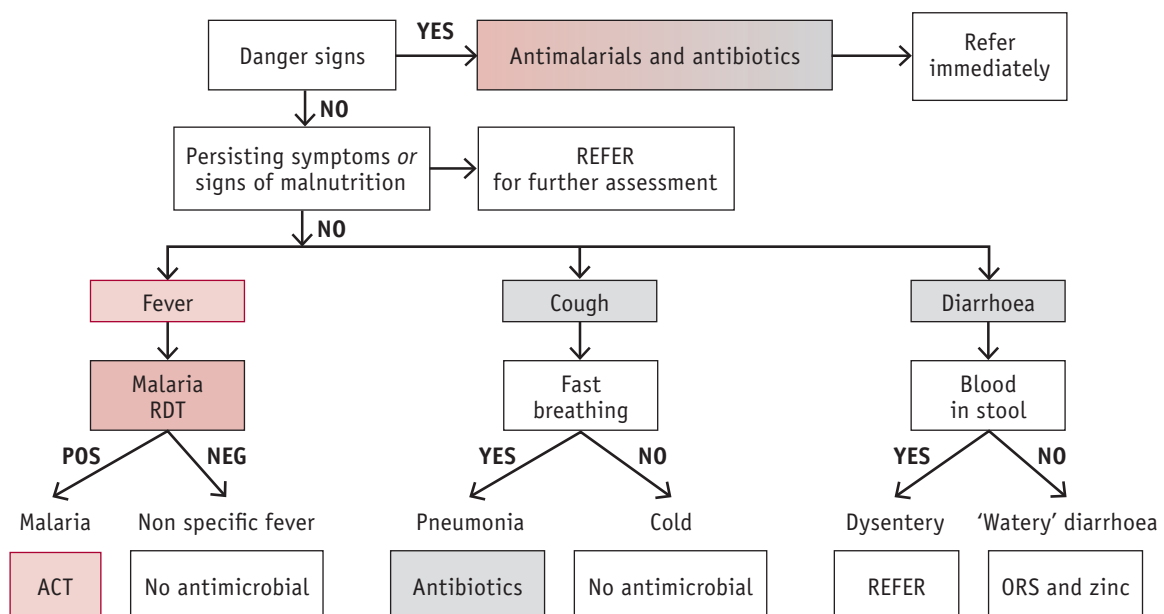 Danger signs
YES
Antimalarials and antibiotics
Refer
immediately
NO
Persisting symptoms or
signs of malnutrition
REFER
for further assessment
NO
Fever
Cough
Diarrhoea
Malaria
RDT
Fast
breathing
Blood
in stool
POS
NEG
YES
NO
YES
NO
Malaria
Non specific fever
Pneumonia
Cold
Dysentery
‘Watery’ diarrhoea
ACT
No antimicrobial
Antibiotics
No antimicrobial
REFER
ORS and zinc